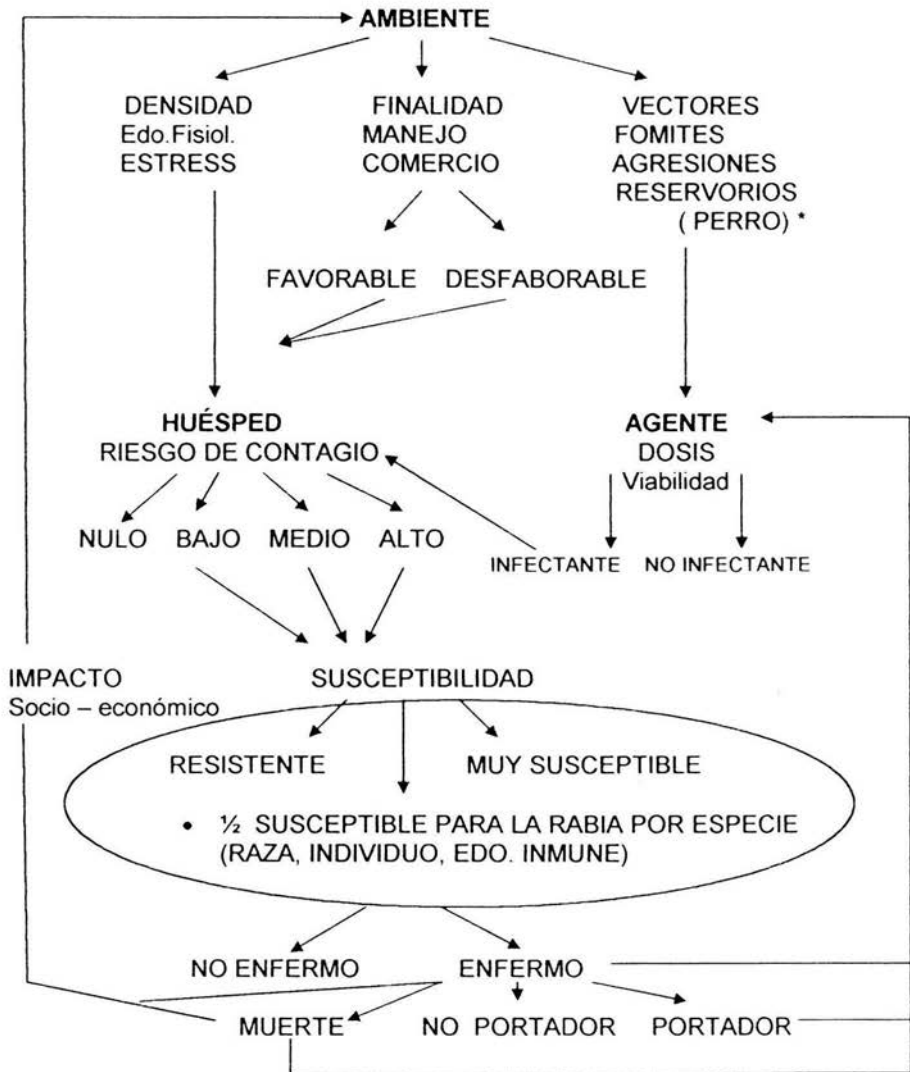 AMBIENTE
DENSIDAD FINALIDAD VECTORES
Edo.Fisiol. MANEJO FOMITES
ESTRESS COMERCIO AGRESIONES
RESERVORIOS
( PERRO) *
FAVORABLE DESFABORABLE
HUÉSPED AGENTE
RIESGO DE CONTAGIO DOSIS
Viabilidad
NULO BAJO MEDIO ALTO
INFECTANTE NO INFECTANTE
IMPACTO SUSCEPTIBILIDAD
Socio – económico
RESISTENTE MUY SUSCEPTIBLE
• ½ SUSCEPTIBLE PARA LA RABIA POR ESPECIE
(RAZA, INDIVIDUO, EDO. INMUNE)
NO ENFERMO ENFERMO
MUERTE NO PORTADOR PORTADOR